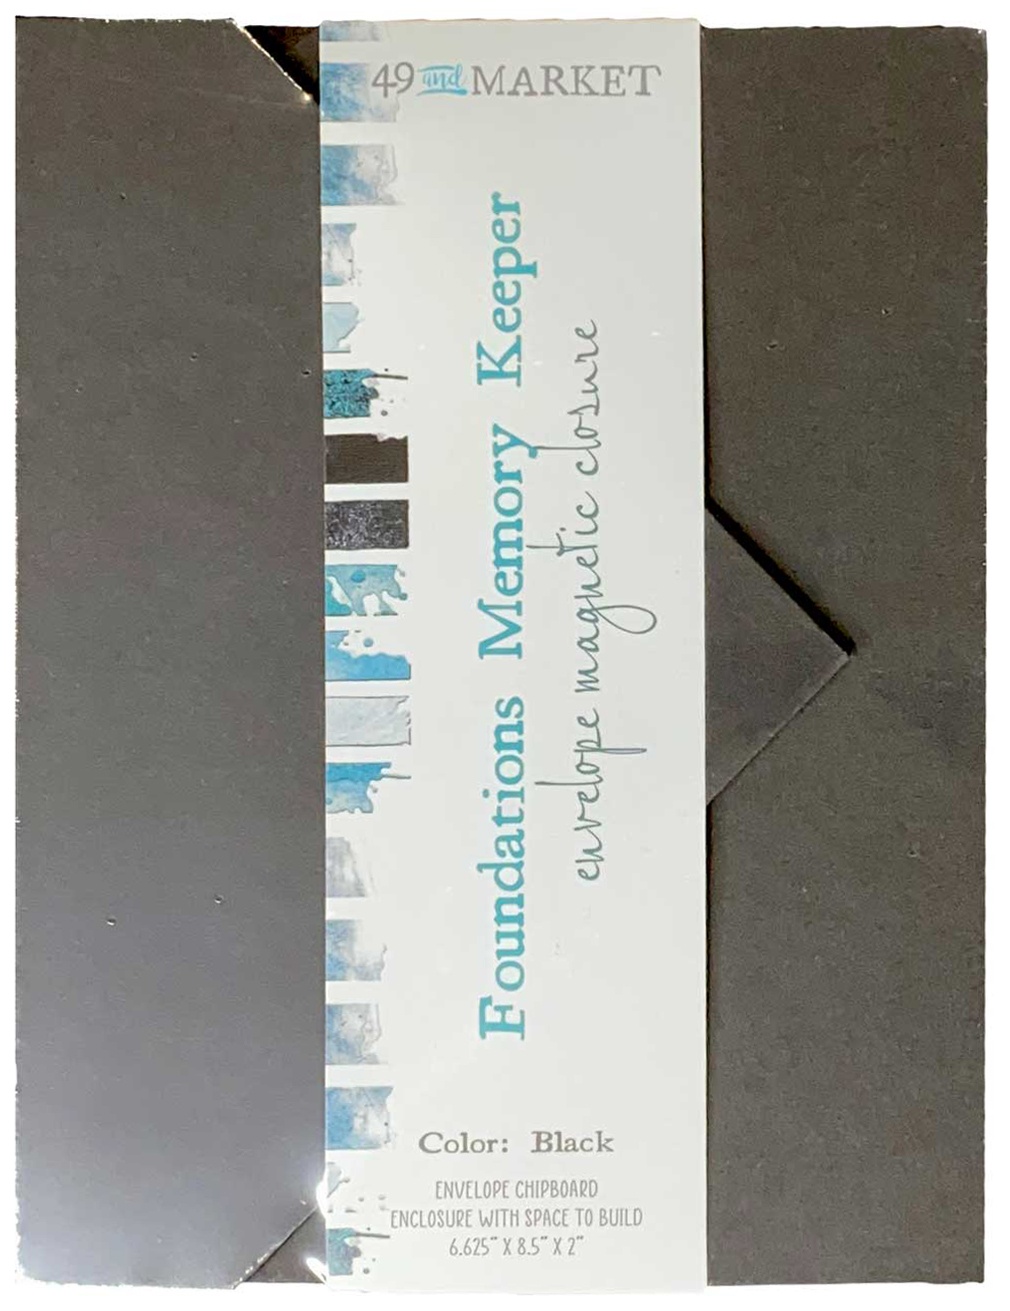 49 and MARKET
Foundations Memory Keeper
envelope magnetic closure
Color: Black
ENVELOPE CHIPBOARD
ENCLOSURE WITH SPACE TO BUILD
6.625" X 8.5" X 2"